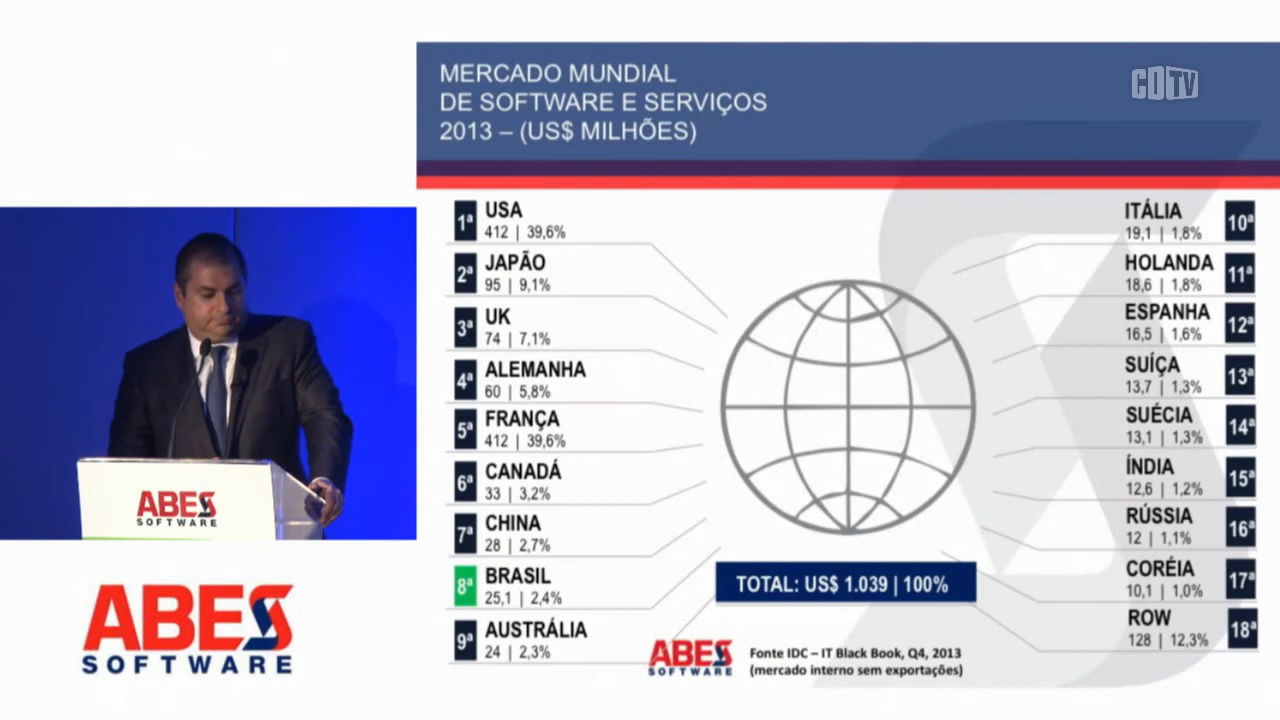 CDTV
MERCADO MUNDIAL
DE SOFTWARE E SERVIÇOS
2013 – (US$ MILHÕES)
1ª
USA
412 | 39,6%
2ª
JAPÃO
95 | 9,1%
3ª
UK
74 | 7,1%
4ª
ALEMANHA
60 | 5,8%
5ª
FRANÇA
412 | 39,6%
6ª
CANADÁ
33 | 3,2%
7ª
CHINA
28 | 2,7%
8ª
BRASIL
25,1 | 2,4%
9ª
AUSTRÁLIA
24 | 2,3%
ITÁLIA
19,1 | 1,8%
10ª
HOLANDA
18,6 | 1,8%
11ª
ESPANHA
16,5 | 1,6%
12ª
SUÍÇA
13,7 | 1,3%
13ª
SUÉCIA
13,1 | 1,3%
14ª
ÍNDIA
12,6 | 1,2%
15ª
RÚSSIA
12 | 1,1%
16ª
CORÉIA
10,1 | 1,0%
17ª
ROW
128 | 12,3%
18ª
TOTAL: US$ 1.039 | 100%
ABES
SOFTWARE
Fonte IDC – IT Black Book, Q4, 2013
(mercado interno sem exportações)
ABES
SOFTWARE
ABES
SOFTWARE